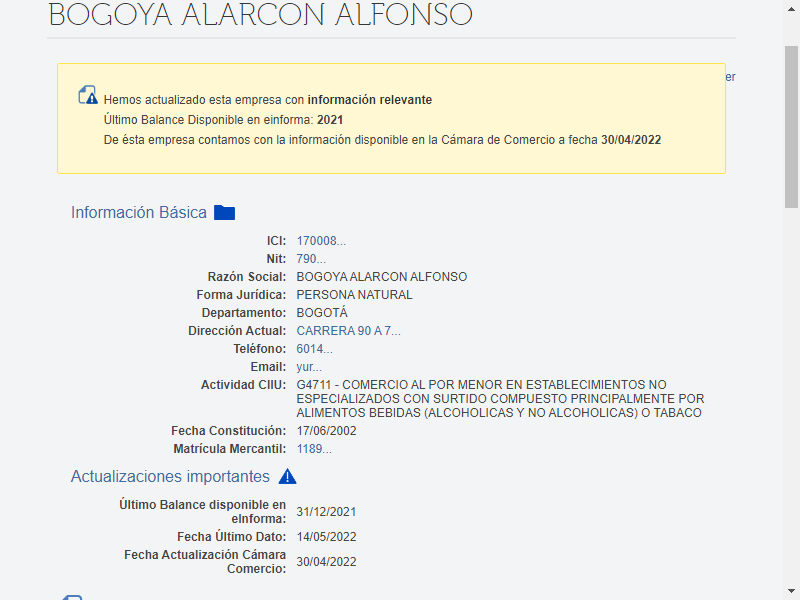 BOGOYA ALARCON ALFONSO
er
Hemos actualizado esta empresa con información relevante
Último Balance Disponible en einforma: 2021
De ésta empresa contamos con la información disponible en la Cámara de Comercio a fecha 30/04/2022
Información Básica
ICI: 170008...
Nit: 790...
Razón Social: BOGOYA ALARCON ALFONSO
Forma Jurídica: PERSONA NATURAL
Departamento: BOGOTÁ
Dirección Actual: CARRERA 90 A 7...
Teléfono: 6014...
Email: yur...
Actividad CIIU: G4711 - COMERCIO AL POR MENOR EN ESTABLECIMIENTOS NO
ESPECIALIZADOS CON SURTIDO COMPUESTO PRINCIPALMENTE POR
ALIMENTOS BEBIDAS (ALCOHOLICAS Y NO ALCOHOLICAS) O TABACO
Fecha Constitución: 17/06/2002
Matrícula Mercantil: 1189...
Actualizaciones importantes
Último Balance disponible en
eInforma: 31/12/2021
Fecha Último Dato: 14/05/2022
Fecha Actualización Cámara
Comercio: 30/04/2022